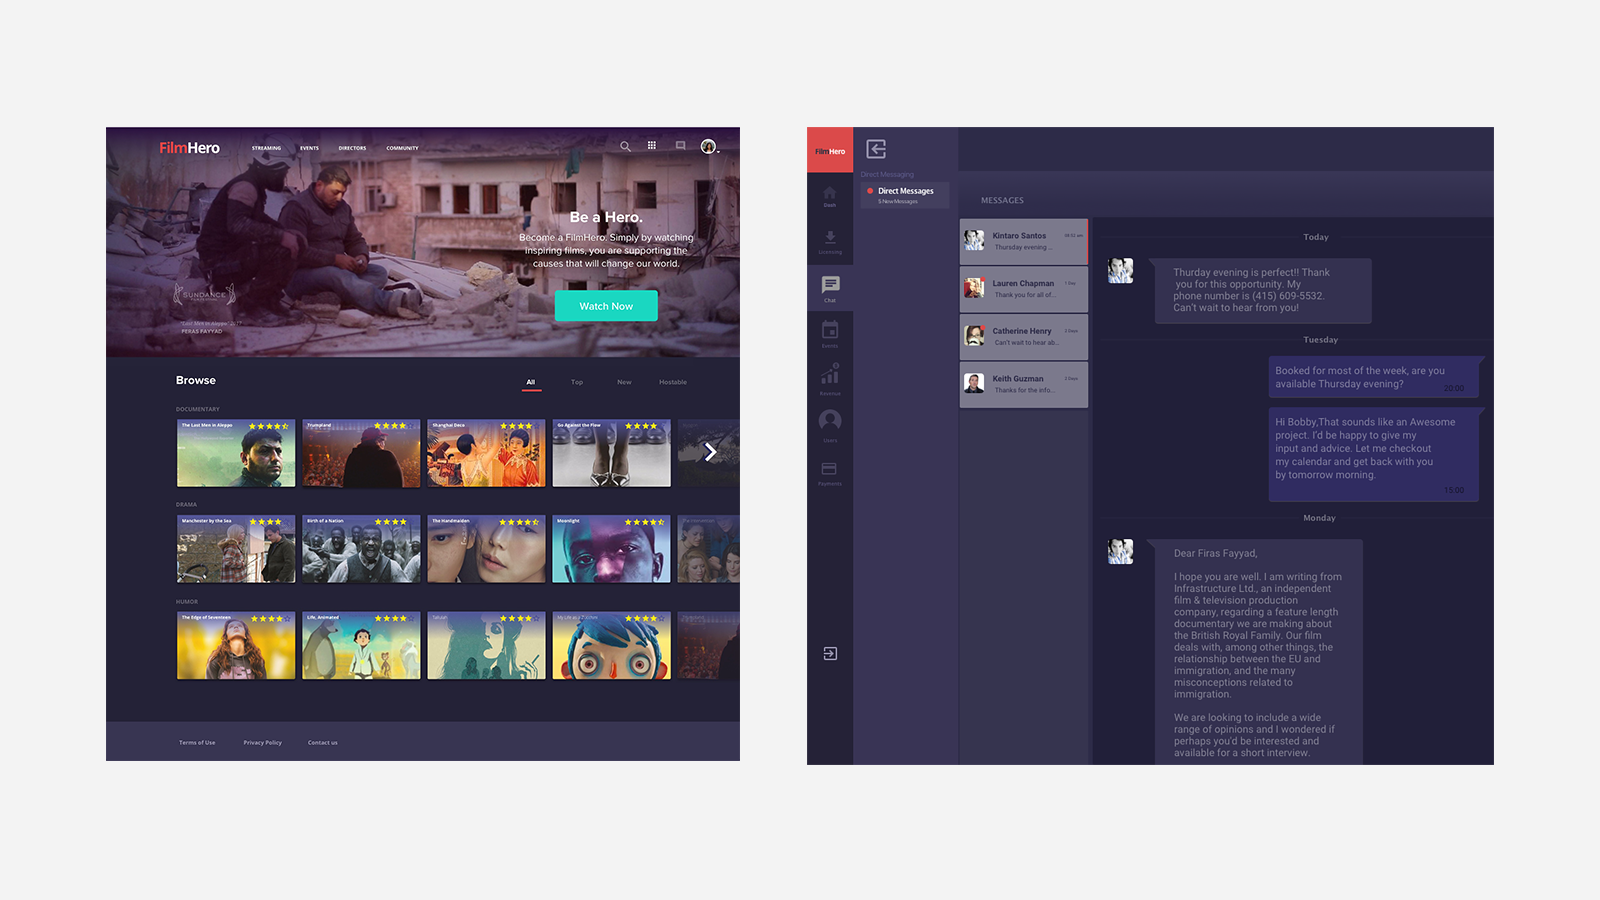 FilmHero
STREAMING
EVENTS
DIRECTORS
COMMUNITY
Be a Hero.
Become a FilmHero. Simply by watching
inspiring films, you are supporting the
causes that will change our world.
Watch Now
SUNDANCE
"Last Men in Aleppo" 2017
FERAS FAYYAD
Browse
All
Top
New
Hostable
DOCUMENTARY
The Last Men in Aleppo
Trumpland
Shanghai Deco
Go Against the Flow
DRAMA
Manchester by the Sea
Birth of a Nation
The Handmaiden
Moonlight
HUMOR
The Edge of Seventeen
Life, Animated
My Life as a Zucchini
Terms of Use
Privacy Policy
Contact us
FilmHero
Dash
Licensing
Chat
Events
Revenue
Users
Payments
Direct Messaging
Direct Messages
5 New Messages
MESSAGES
Kintaro Santos
08:52 am
Thursday evening ...
Lauren Chapman
1 Day
Thank you for all of...
Catherine Henry
2 Days
Can't wait to hear ab...
Keith Guzman
2 Days
Thanks for the info...
Today
Thurday evening is perfect!! Thank
you for this opportunity. My
phone number is (415) 609-5532.
Can't wait to hear from you!
Tuesday
Booked for most of the week, are you
available Thursday evening?
20:00
Hi Bobby,That sounds like an Awesome
project. I'd be happy to give my
input and advice. Let me checkout
my calendar and get back with you
by tomorrow morning.
15:00
Monday
Dear Firas Fayyad,
I hope you are well. I am writing from
Infrastructure Ltd., an independent
film & television production
company, regarding a feature length
documentary we are making about
the British Royal Family. Our film
deals with, among other things, the
relationship between the EU and
immigration, and the many
misconceptions related to
immigration.
We are looking to include a wide
range of opinions and I wondered if
perhaps you'd be interested and
available for a short interview.